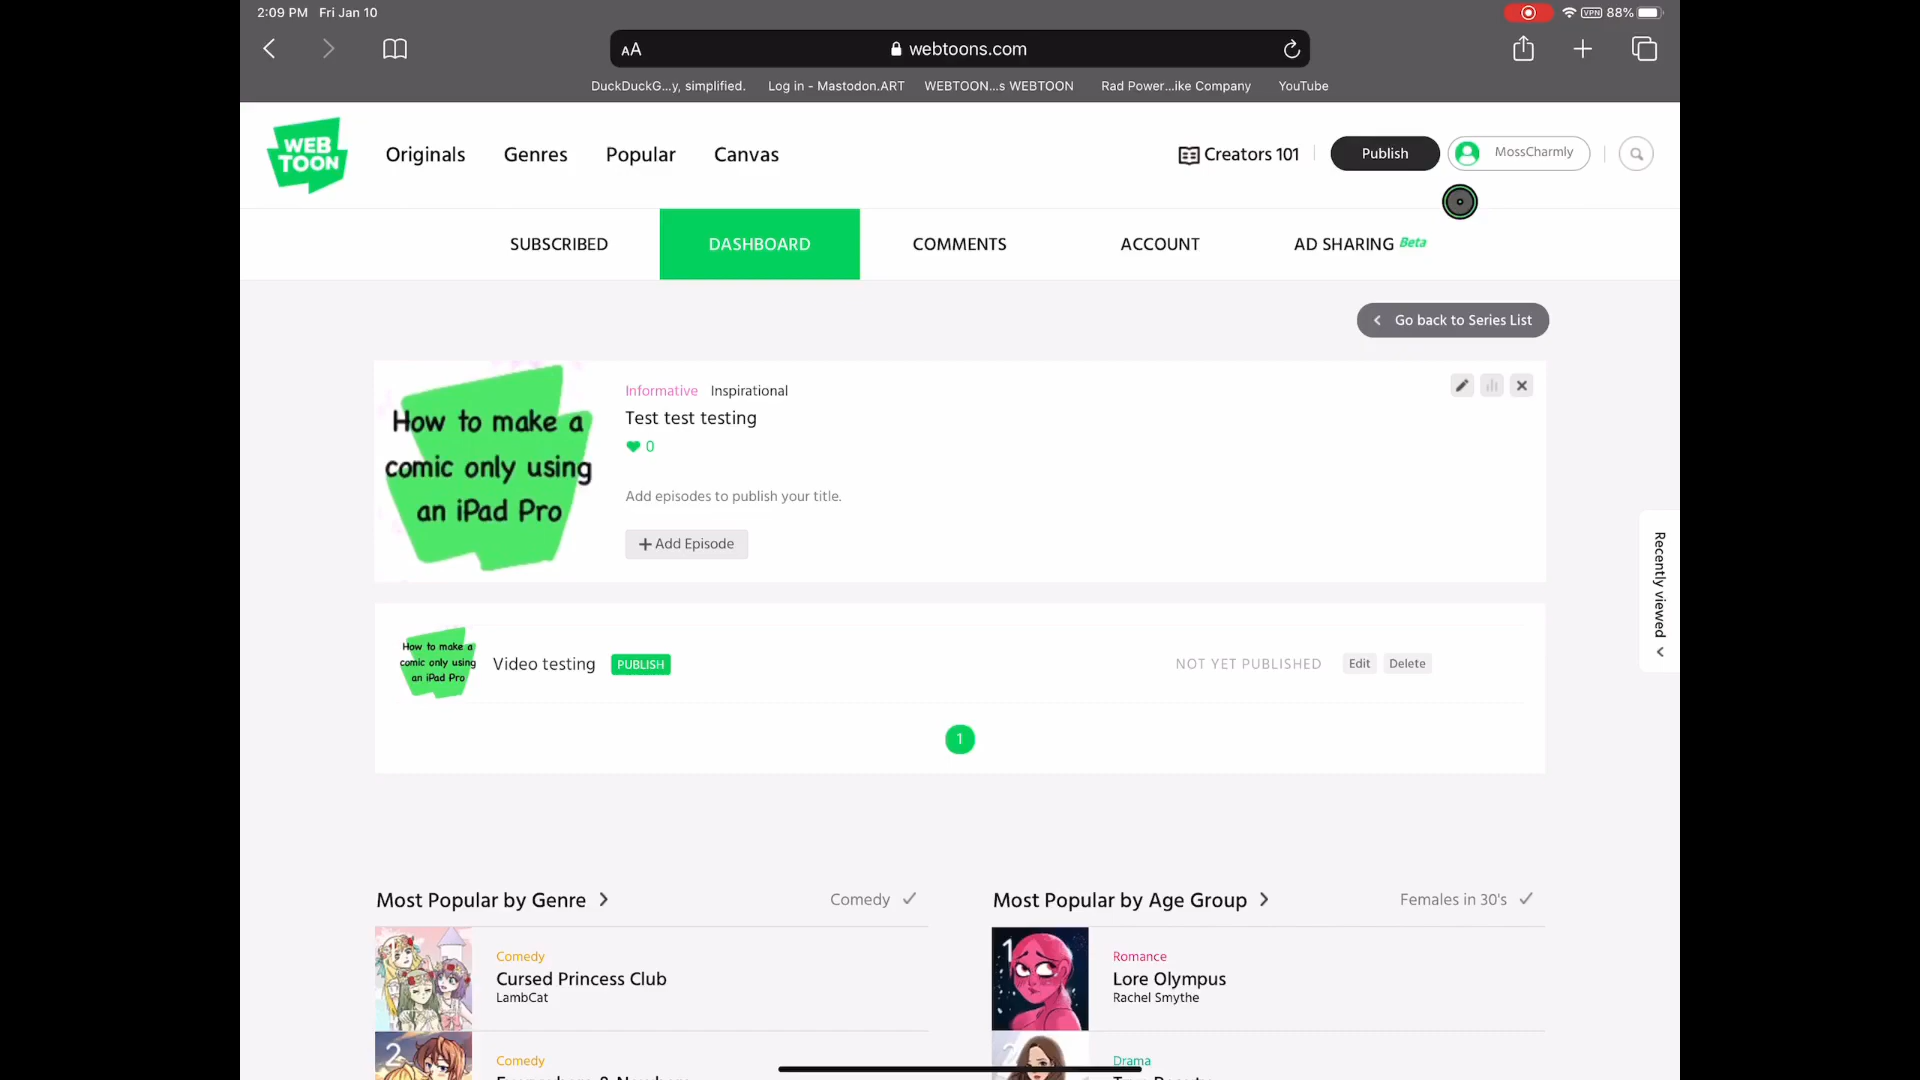 2:09 PM Fri Jan 10
VPN 88%
AA webtoons.com
DuckDuckG...y, simplified. Log in - Mastodon.ART WEBTOON...s WEBTOON Rad Power...ike Company YouTube
WEB
TOON
Originals Genres Popular Canvas Creators 101 Publish MossCharmly
SUBSCRIBED DASHBOARD COMMENTS ACCOUNT AD SHARING Beta
Go back to Series List
How to make a
comic only using
an iPad Pro
Informative Inspirational
Test test testing
0
Add episodes to publish your title.
+ Add Episode
Recently viewed
How to make a
comic only using
an iPad Pro
Video testing PUBLISH NOT YET PUBLISHED Edit Delete
1
Most Popular by Genre Comedy
Comedy
Cursed Princess Club
LambCat
2
Comedy
Most Popular by Age Group Females in 30's
1
Romance
Lore Olympus
Rachel Smythe
2
Drama